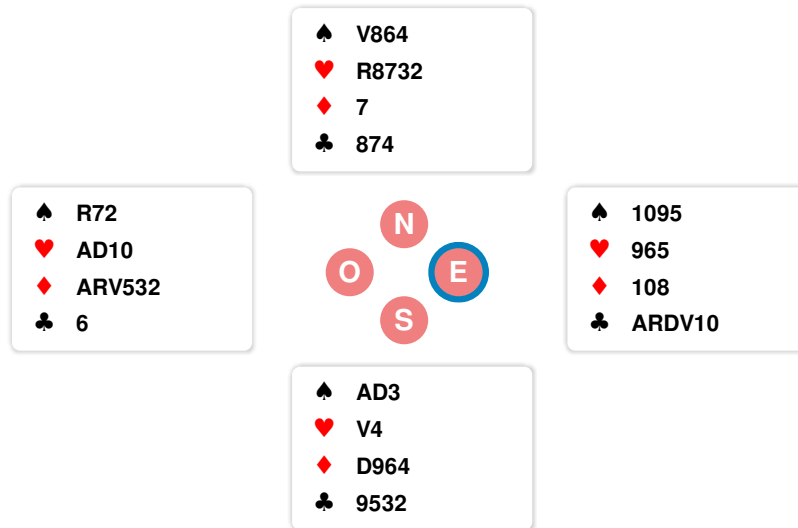 ♠ V864
♥ R8732
♦ 7
♣ 874
♠ R72
♥ AD10
♦ ARV532
♣ 6
N
O E
S
♠ 1095
♥ 965
♦ 108
♣ ARDV10
♠ AD3
♥ V4
♦ D964
♣ 9532